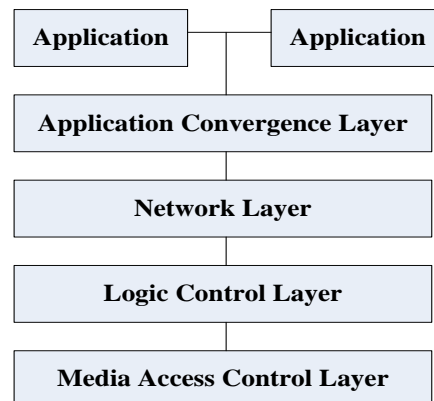 Application Application
Application Convergence Layer
Network Layer
Logic Control Layer
Media Access Control Layer